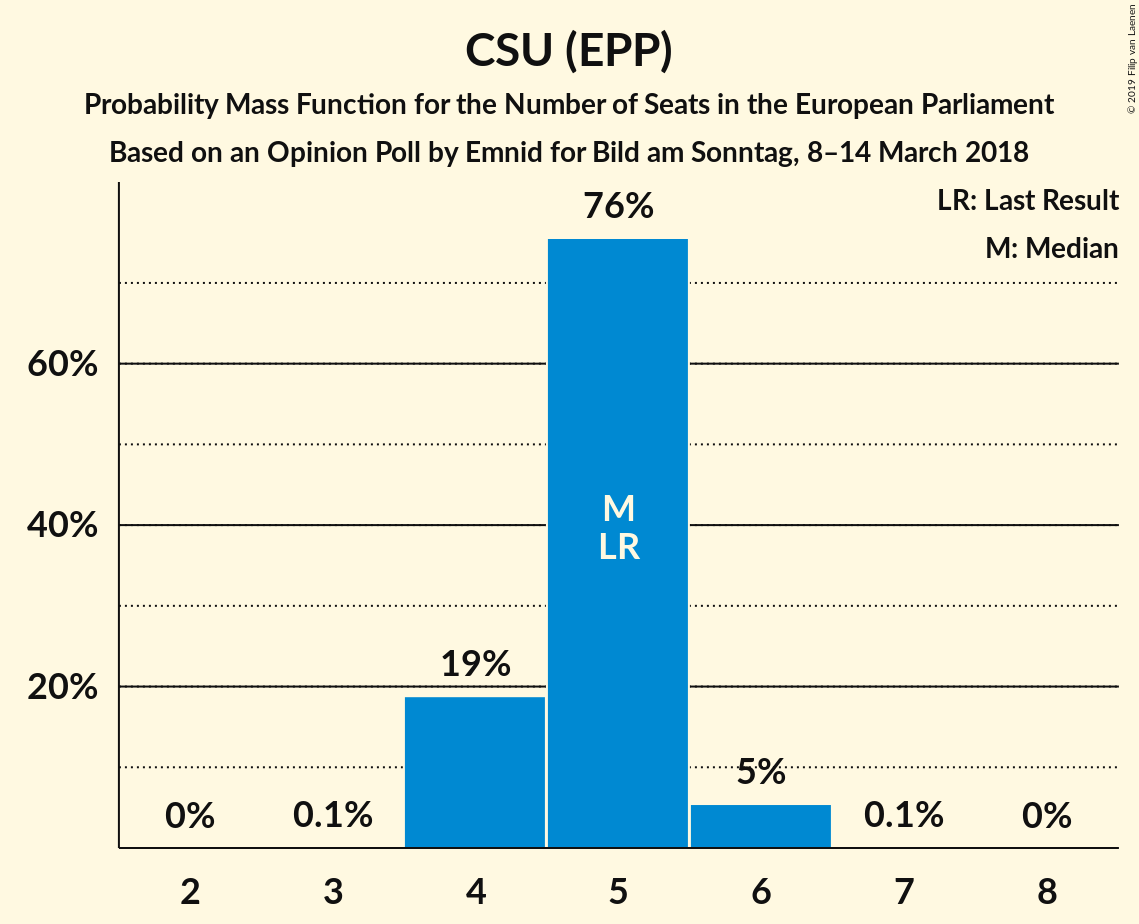 CSU (EPP)
Probability Mass Function for the Number of Seats in the European Parliament
Based on an Opinion Poll by Emnid for Bild am Sonntag, 8–14 March 2018
© 2019 Filip van Laenen
LR: Last Result
M: Median
76%
60%
40%
20%
M
LR
19%
5%
0%
0.1%
0.1%
0%
2
3
4
5
6
7
8